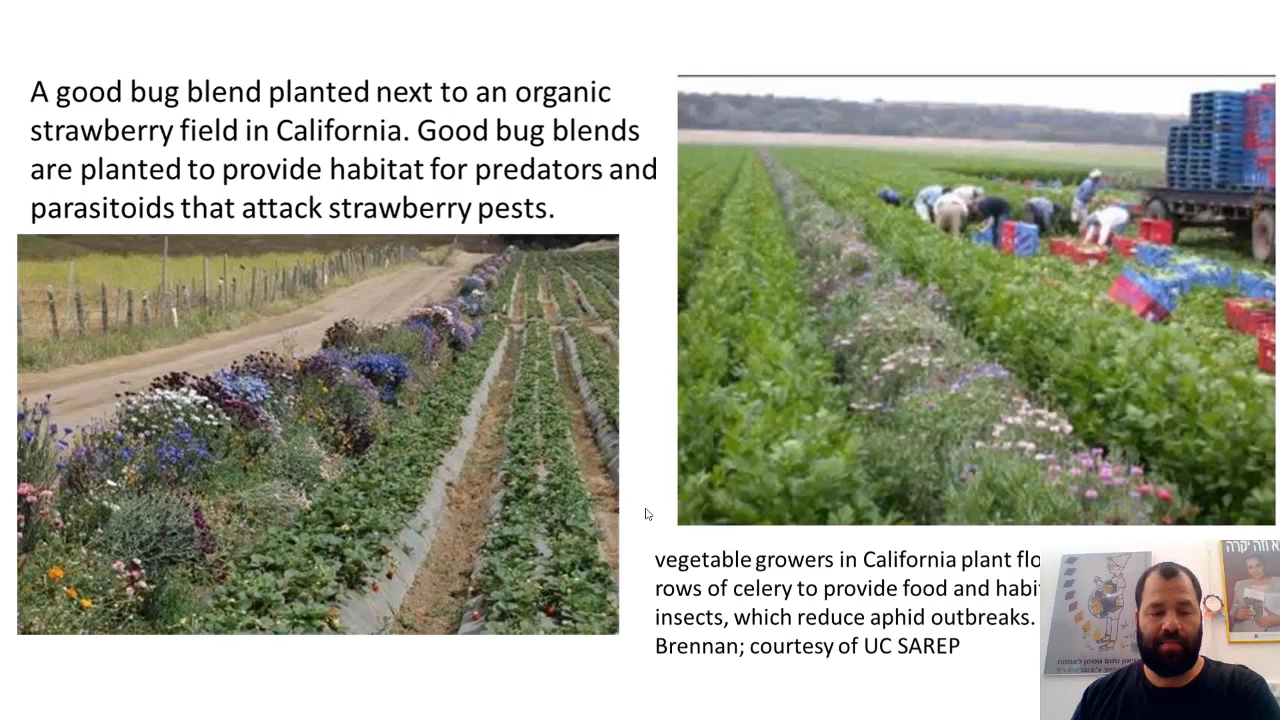 A good bug blend planted next to an organic
strawberry field in California. Good bug blends
are planted to provide habitat for predators and
parasitoids that attack strawberry pests.
vegetable growers in California plant flo
rows of celery to provide food and habi
insects, which reduce aphid outbreaks.
Brennan; courtesy of UC SAREP